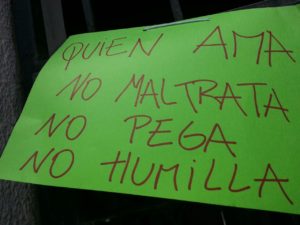 QUIEN AMA
NO MALTRATA
NO PEGA
NO HUMILLA